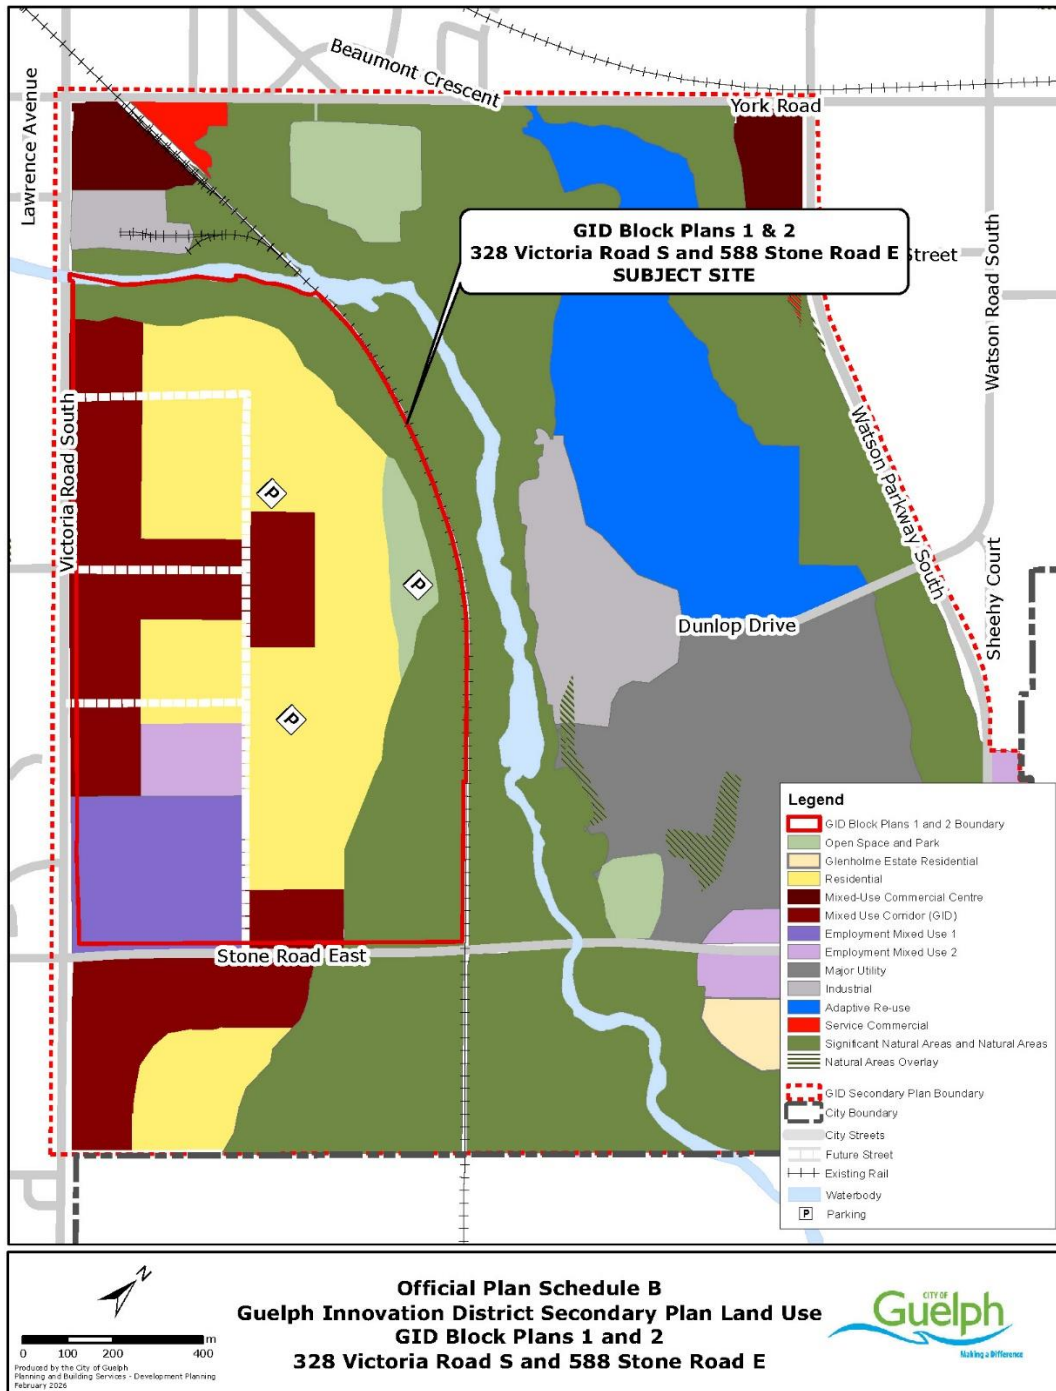 Beaumont Crescent
York Road
Lawrence Avenue
GID Block Plans 1 & 2
328 Victoria Road S and 588 Stone Road E
SUBJECT SITE
Street
Watson Road South
Victoria Road South
Watson Parkway South
P
P
P
Dunlop Drive
Sheehy Court
Stone Road East
Legend
GID Block Plans 1 and 2 Boundary
Open Space and Park
Glenholme Estate Residential
Residential
Mixed-Use Commercial Centre
Mixed Use Corridor (GID)
Employment Mixed Use 1
Employment Mixed Use 2
Major Utility
Industrial
Adaptive Re-use
Service Commercial
Significant Natural Areas and Natural Areas
Natural Areas Overlay
GID Secondary Plan Boundary
City Boundary
City Streets
Future Street
Existing Rail
Waterbody
P Parking
N
0 100 200 400 m
Produced by the City of Guelph
Planning and Building Services - Development Planning
February 2026
Official Plan Schedule B
Guelph Innovation District Secondary Plan Land Use
GID Block Plans 1 and 2
328 Victoria Road S and 588 Stone Road E
CITY OF
Guelph
Making a Difference